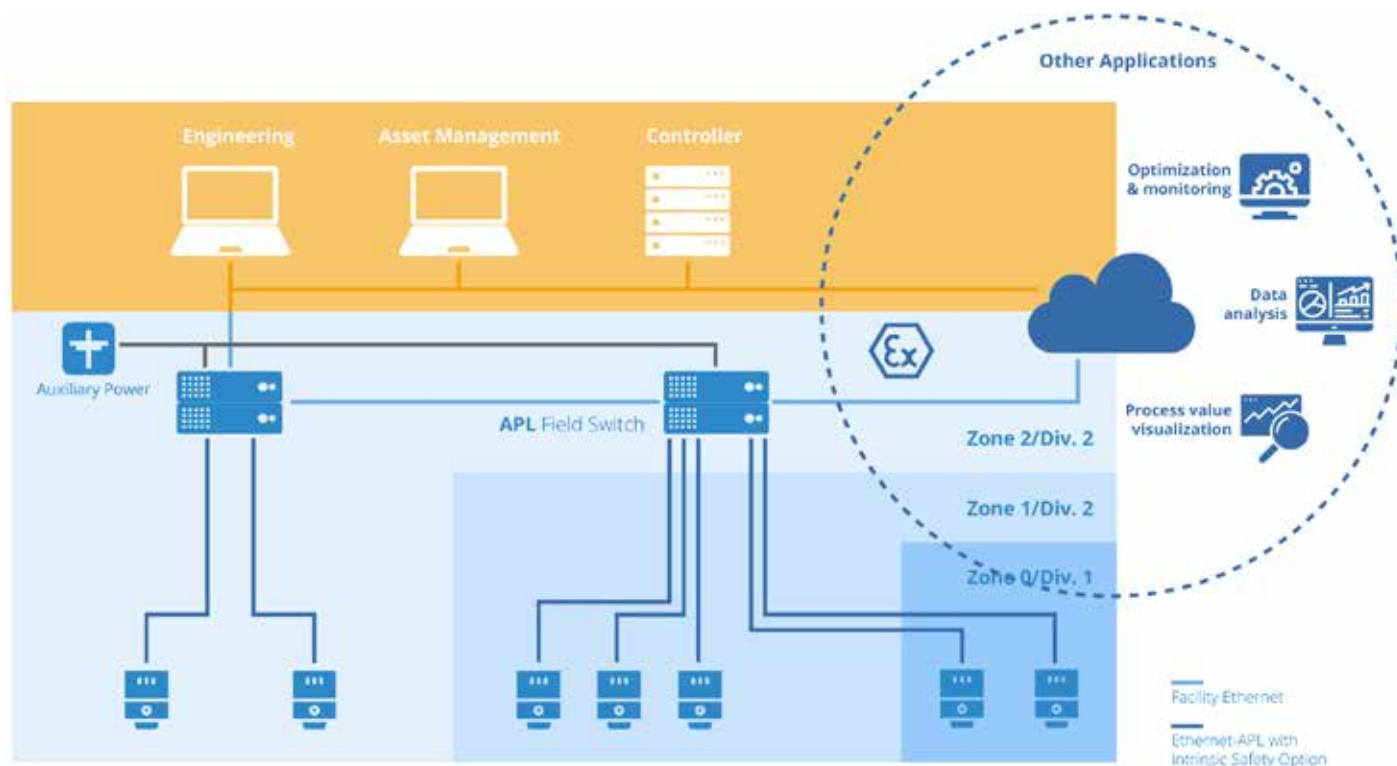 Other Applications
Engineering
Asset Management
Controller
Optimization
& monitoring
Data
analysis
Auxiliary Power
Ex
APL Field Switch
Process value
visualization
Zone 2/Div. 2
Zone 1/Div. 2
Zone 0/Div. 1
Facility Ethernet
Ethernet-APL with
Intrinsic Safety Option